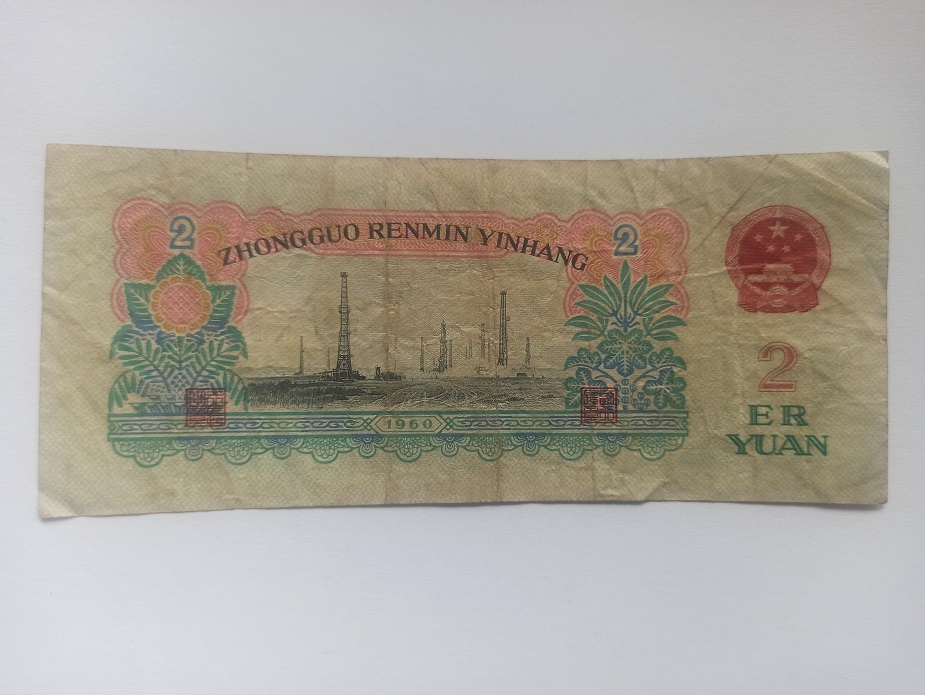 ZHONGGUO RENMIN YINHANG
2
2
1960
2
ER
YUAN